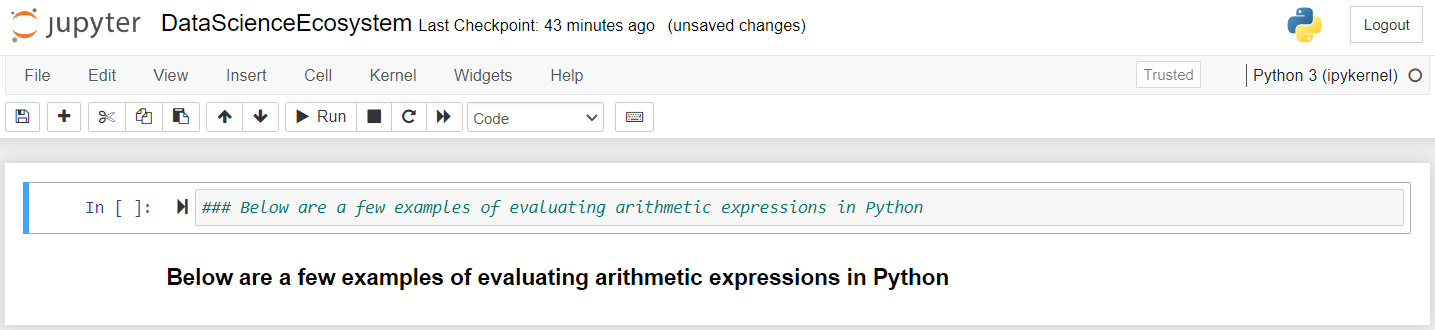 jupyter DataScienceEcosystem Last Checkpoint: 43 minutes ago (unsaved changes) Logout
File Edit View Insert Cell Kernel Widgets Help Trusted Python 3 (ipykernel)
Run Code
In [ ]: ### Below are a few examples of evaluating arithmetic expressions in Python
Below are a few examples of evaluating arithmetic expressions in Python